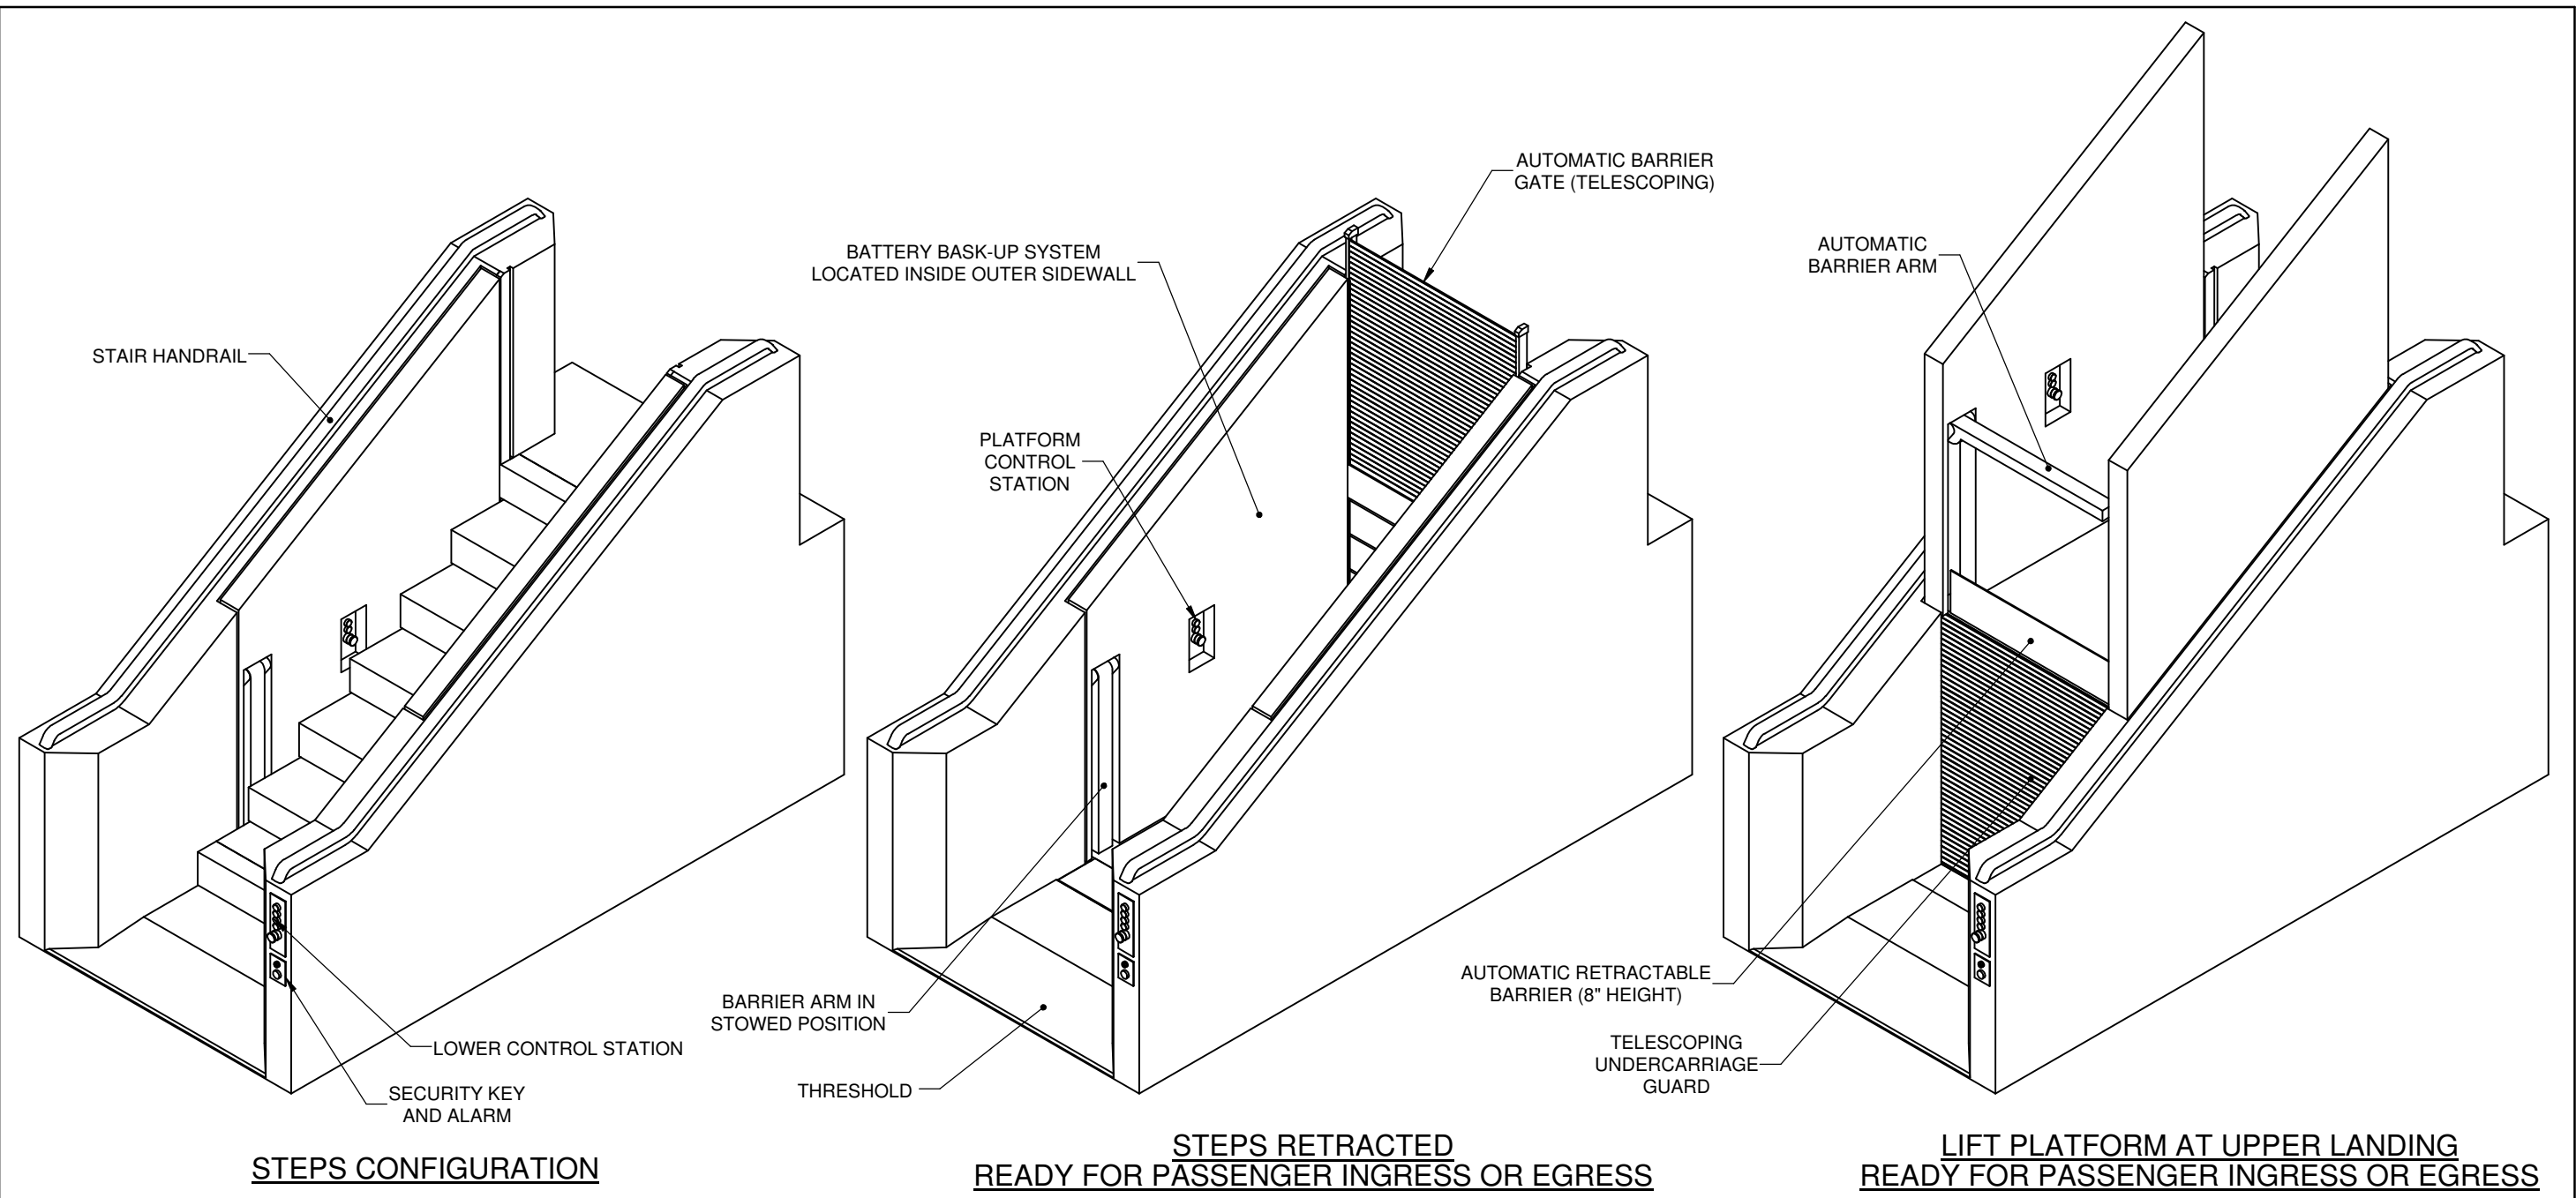 STAIR HANDRAIL
LOWER CONTROL STATION
SECURITY KEY
AND ALARM
STEPS CONFIGURATION
AUTOMATIC BARRIER
GATE (TELESCOPING)
BATTERY BASK-UP SYSTEM
LOCATED INSIDE OUTER SIDEWALL
PLATFORM
CONTROL
STATION
BARRIER ARM IN
STOWED POSITION
THRESHOLD
STEPS RETRACTED
READY FOR PASSENGER INGRESS OR EGRESS
AUTOMATIC
BARRIER ARM
AUTOMATIC RETRACTABLE
BARRIER (8" HEIGHT)
TELESCOPING
UNDERCARRIAGE
GUARD
LIFT PLATFORM AT UPPER LANDING
READY FOR PASSENGER INGRESS OR EGRESS